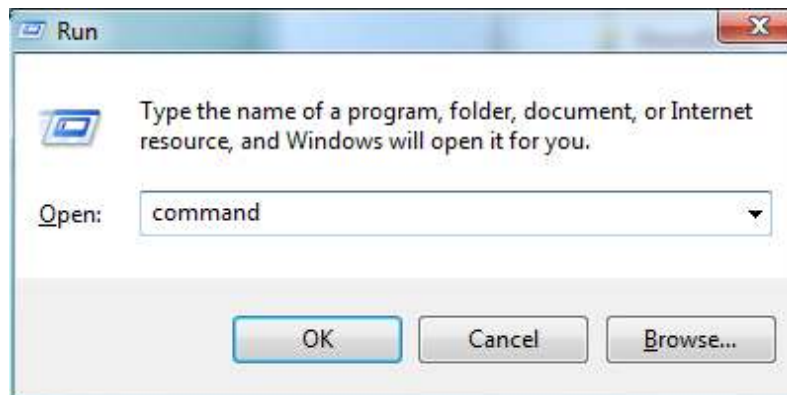 Run
Type the name of a program, folder, document, or Internet
resource, and Windows will open it for you.
Open: command
OK Cancel Browse...